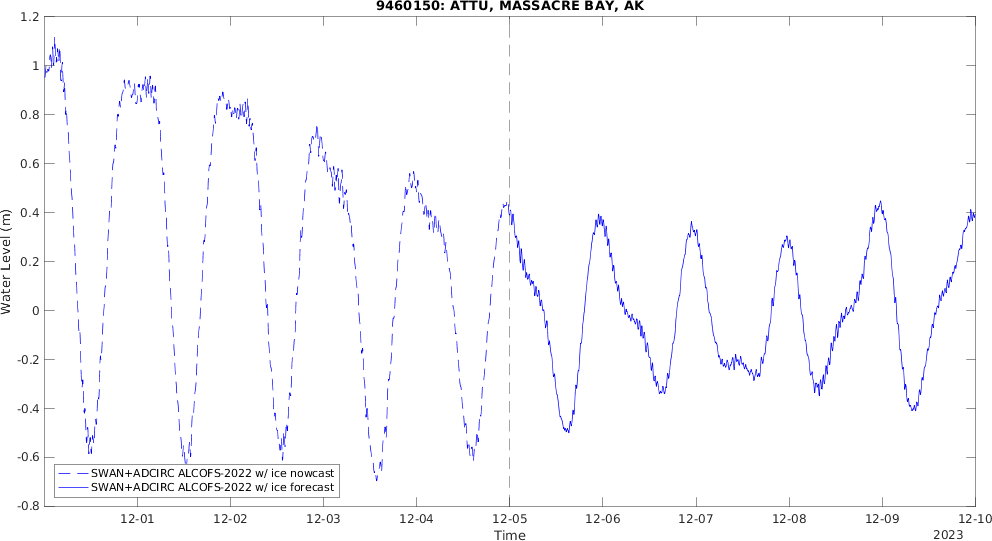 9460150: ATTU, MASSACRE BAY, AK
1.2
1
0.8
0.6
0.4
0.2
0
-0.2
-0.4
-0.6
-0.8
Water Level (m)
SWAN+ADCIRC ALCOFS-2022 w/ ice nowcast
SWAN+ADCIRC ALCOFS-2022 w/ ice forecast
12-01 12-02 12-03 12-04 12-05 12-06 12-07 12-08 12-09 12-10
Time
2023